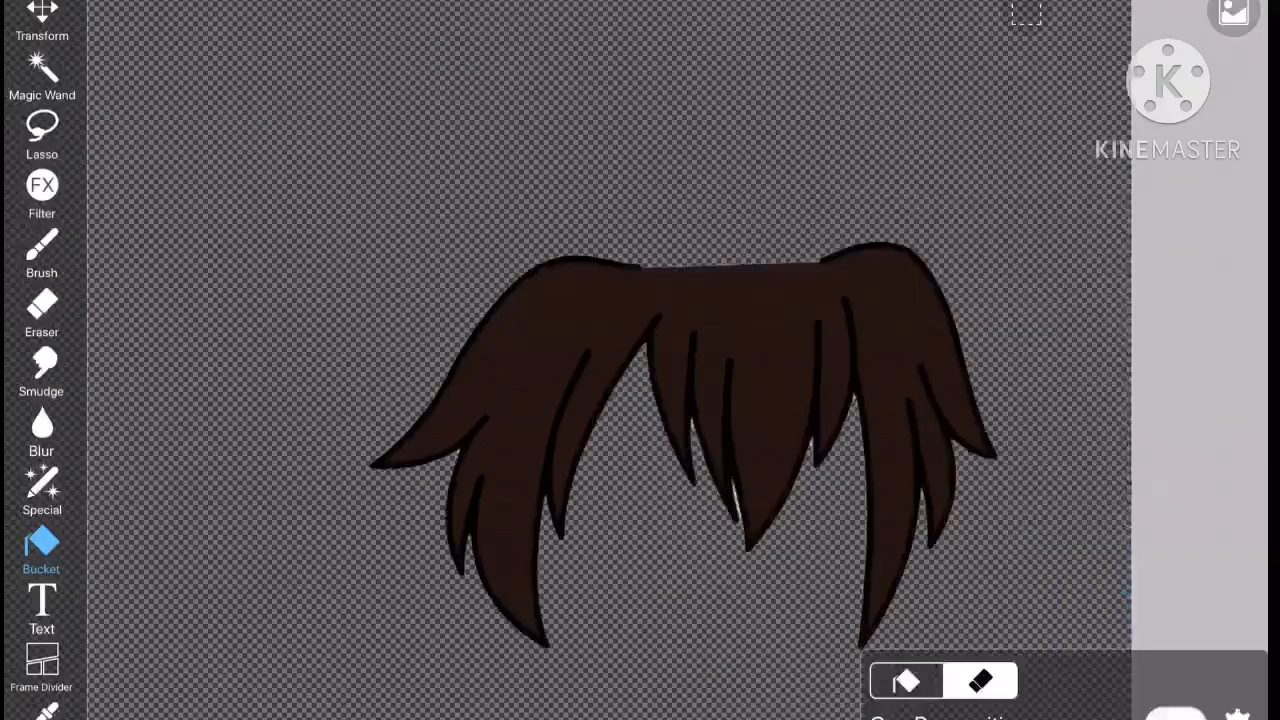 Transform
Magic Wand
Lasso
FX
Filter
Brush
Eraser
Smudge
Blur
Special
Bucket
T
Text
Frame Divider
K
KINEMASTER